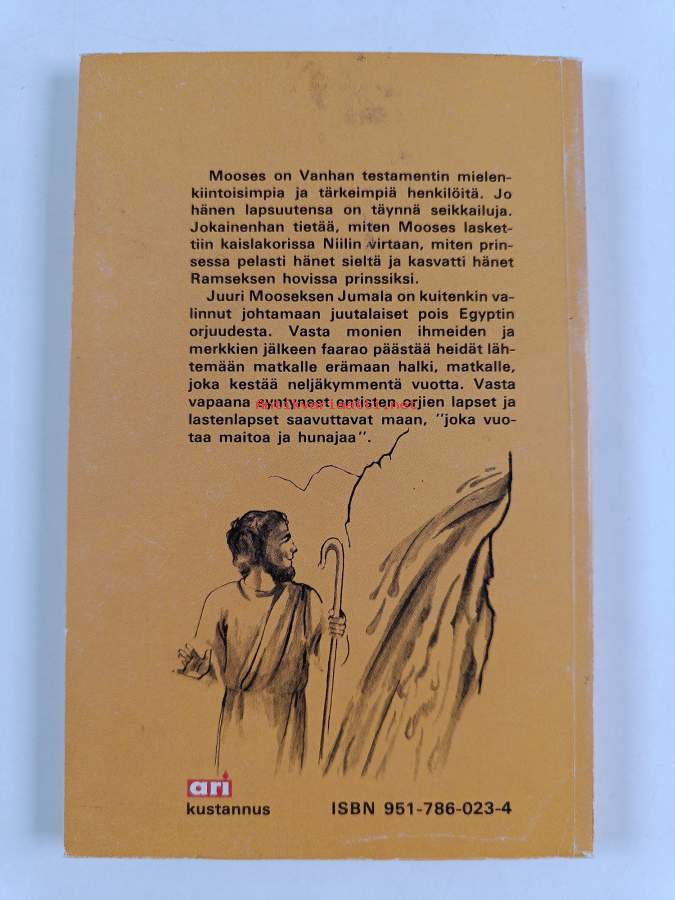 Mooses on Vanhan testamentin mielen-
kiintoisimpia ja tärkeimpiä henkilöitä. Jo
hänen lapsuutensa on täynnä seikkailuja.
Jokainenhan tietää, miten Mooses lasket-
tiin kaislakorissa Niilin virtaan, miten prin-
sessa pelasti hänet sieltä ja kasvatti hänet
Ramseksen hovissa prinssiksi.
Juuri Mooseksen Jumala on kuitenkin va-
linnut johtamaan juutalaiset pois Egyptin
orjuudesta. Vasta monien ihmeiden ja
merkkien jälkeen faarao päästää heidät läh-
temään matkalle erämaan halki, matkalle,
joka kestää neljäkymmentä vuotta. Vasta
vapaana syntyneet entisten orjien lapset ja
lastenlapset saavuttavat maan, "joka vuo-
taa maitoa ja hunajaa".
ari
kustannus
ISBN 951-786-023-4